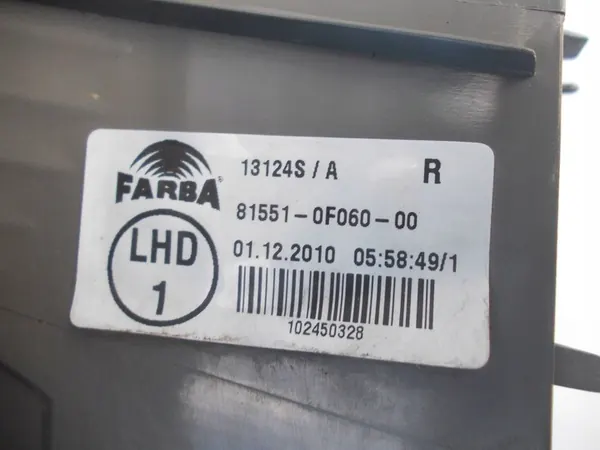 FARBA®
13124S / A R
81551-0F060-00
LHD
1
01.12.2010 05:58:49/1
102450328